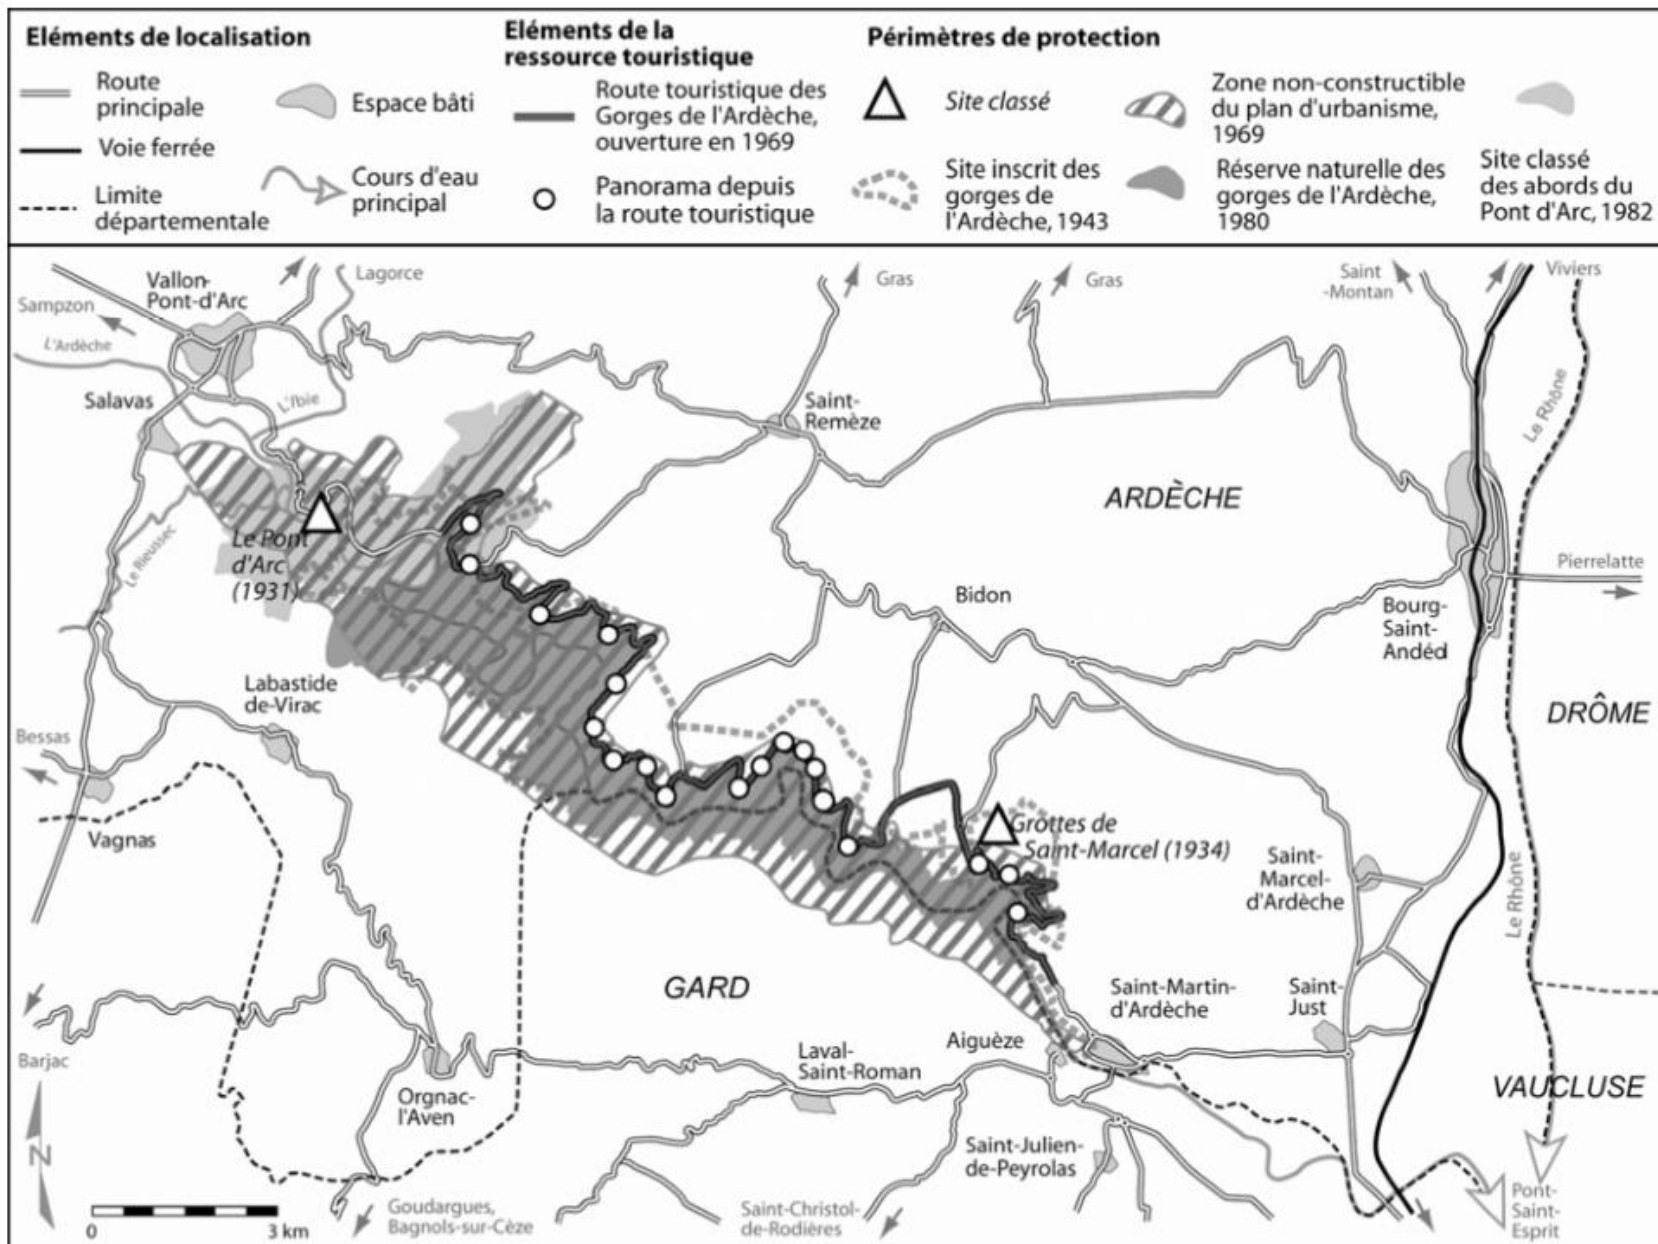 Eléments de localisation
Route
principale
Espace bâti
Voie ferrée
Limite
départementale
Cours d'eau
principal
Eléments de la
ressource touristique
Route touristique des
Gorges de l'Ardèche,
ouverture en 1969
Panorama depuis
la route touristique
Périmètres de protection
Site classé
Zone non-constructible
du plan d'urbanisme,
1969
Site inscrit des
gorges de
l'Ardèche, 1943
Réserve naturelle des
gorges de l'Ardèche,
1980
Site classé
des abords du
Pont d'Arc, 1982
Vallon-
Pont-d'Arc
Lagorce
Gras
Gras
Saint
-Montan
Viviers
Sampzon
L'Ardèche
Salavas
L'Ibie
Saint-
Remèze
Le Rhône
ARDÈCHE
Le Pont
d'Arc
(1931)
Le Rieussec
Pierrelatte
Bidon
Bourg-
Saint-
Andéd
Labastide
de-Virac
DRÔME
Bessas
Vagnas
Grottes de
Saint-Marcel (1934)
Saint-
Marcel-
d'Ardèche
Le Rhône
GARD
Saint-Martin-
d'Ardèche
Saint-
Just
Barjac
Laval-
Saint-Roman
Aiguèze
Orgnac-
l'Aven
VAUCLUSE
Saint-Julien-
de-Peyrolas
N
0
3 km
Goudargues,
Bagnols-sur-Cèze
Saint-Christol-
de-Rodières
Pont-
Saint-
Esprit